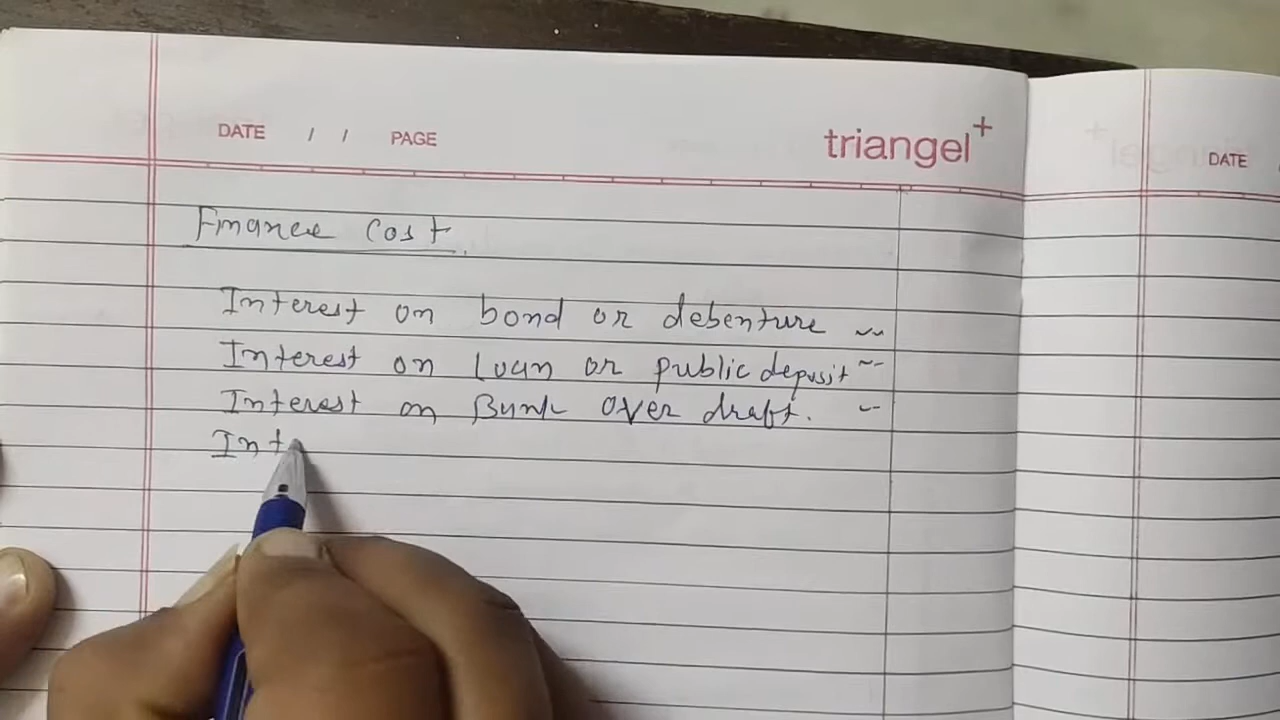 DATE / / PAGE
triangel+
DATE
Finance cost
Interest on bond or debenture
Interest on Loan or public deposit
Interest on Bank over draft.
Int